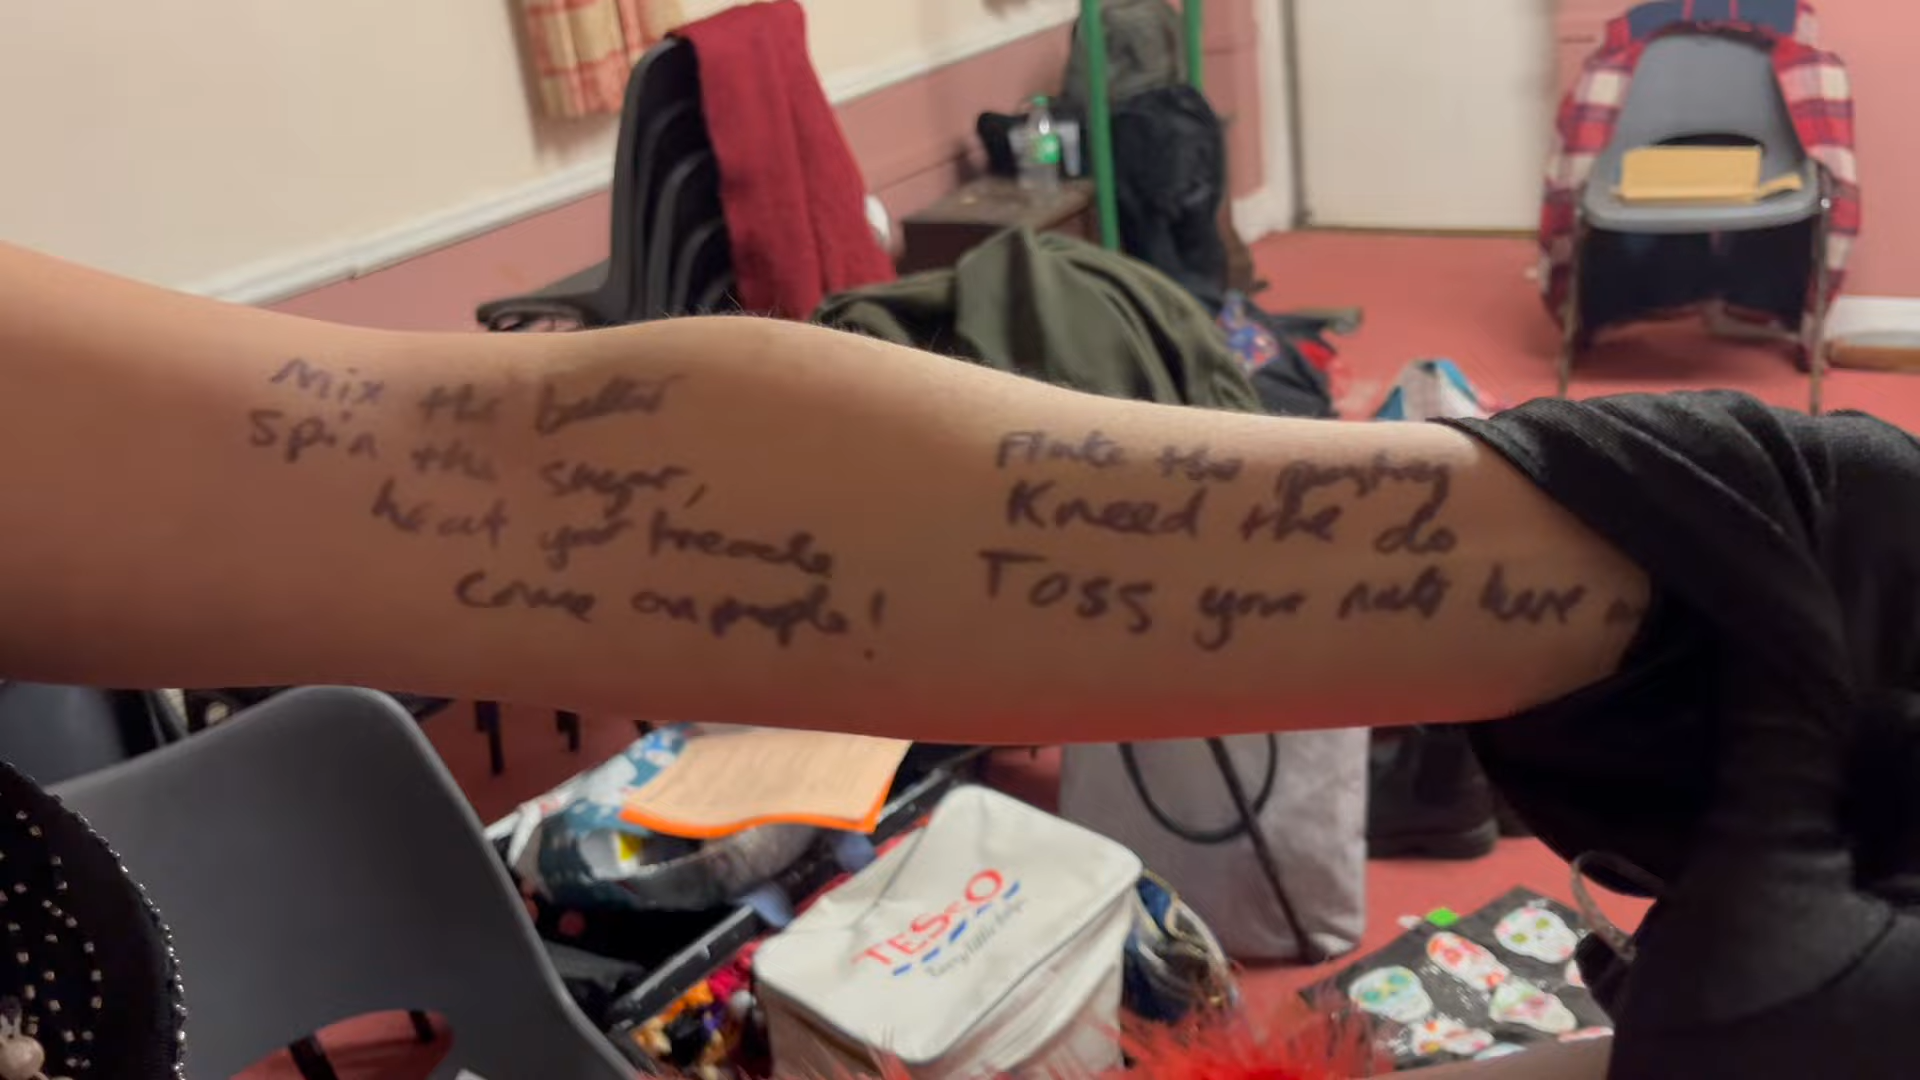 Mix the batter
Spin the sugar,
heat your treacle
come on people!
Flake the pastry
Kneed the do
Toss your nuts have
TESCO
Every little helps